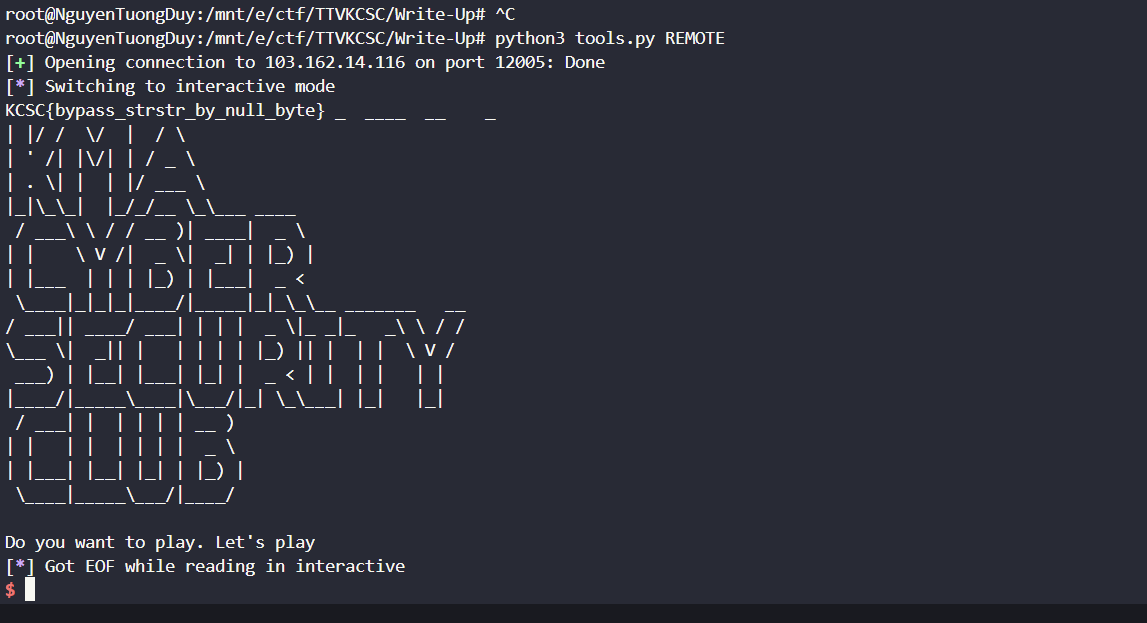 root@NguyenTuongDuy:/mnt/e/ctf/TTVKCSC/Write-Up# ^C
root@NguyenTuongDuy:/mnt/e/ctf/TTVKCSC/Write-Up# python3 tools.py REMOTE
[+] Opening connection to 103.162.14.116 on port 12005: Done
[*] Switching to interactive mode
KCSC{bypass_strstr_by_null_byte} _  ____  __    _
| |/ /  \/  |  / \
| ' /| |\/| | / _ \
| . \| |  | |/ ___ \
|_|\_\_|  |_/_/__ \_\___ ____
 / ___\ \ / / __ )| ____|  _ \
| |    \ V /|  _ \|  _| | |_) |
| |___  | | | |_) | |___|  _ <
 \____|_|_|_|____/|_____|_|_\_\__ _______   __
/ ___|| ____/ ___| | | |  _ \|_ _|_   _\ \ / /
\___ \|  _|| |   | | | | |_) || |  | |  \ V /
 ___) | |__| |___| |_| |  _ < | |  | |   | |
|____/|_____\____|\___/|_| \_\___| |_|   |_|
 / ___| |  | | | | __ )
| |   | |  | | | |  _ \
| |___| |__| |_| | |_) |
 \____|_____\___/|____/
Do you want to play. Let's play
[*] Got EOF while reading in interactive
$